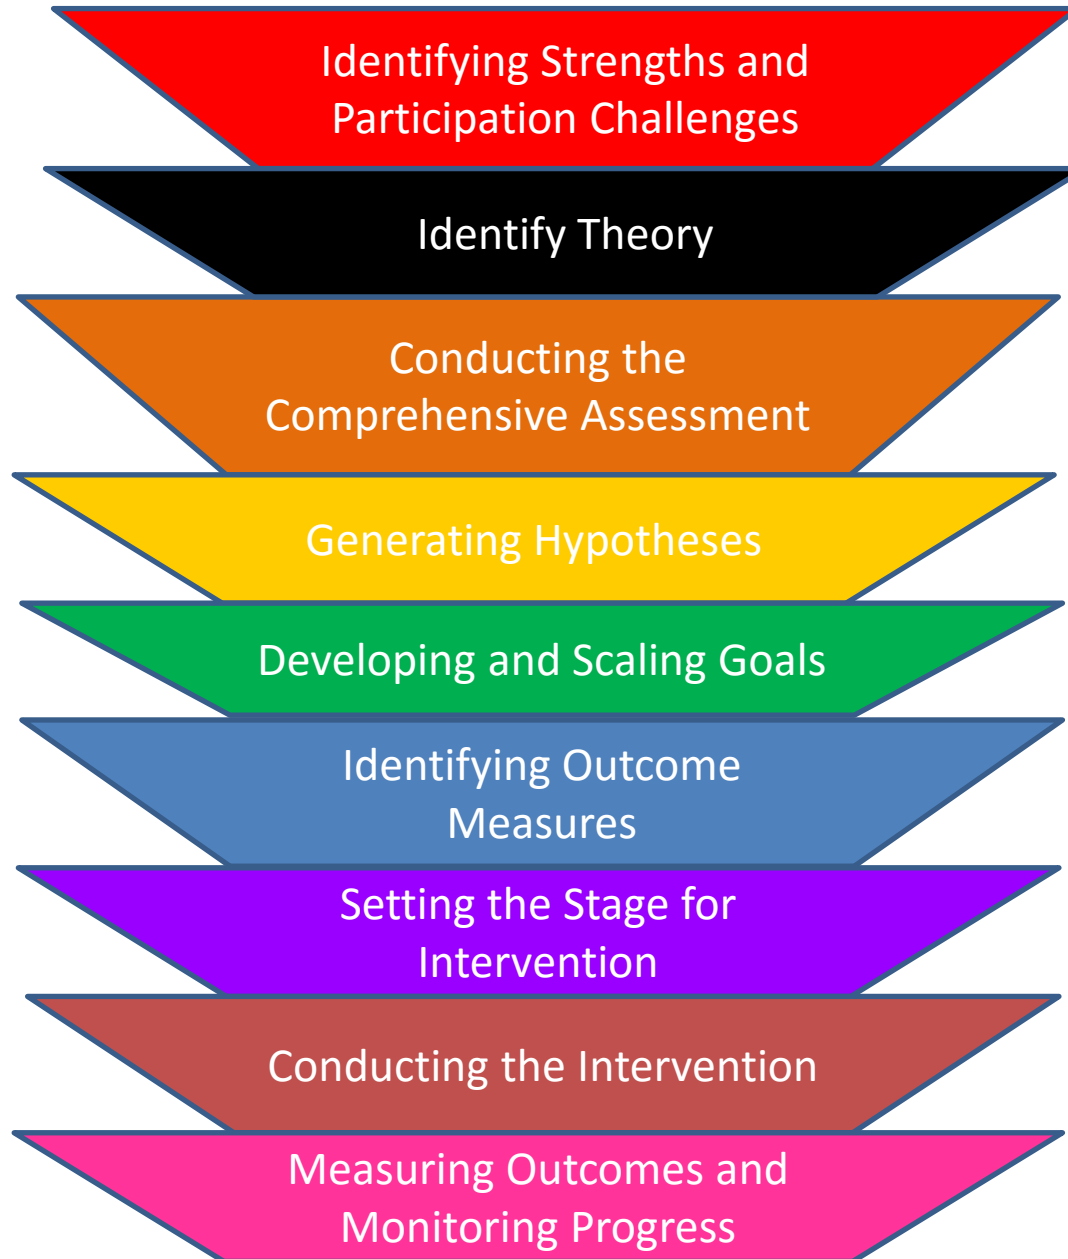 Identifying Strengths and
Participation Challenges
Identify Theory
Conducting the
Comprehensive Assessment
Generating Hypotheses
Developing and Scaling Goals
Identifying Outcome
Measures
Setting the Stage for
Intervention
Conducting the Intervention
Measuring Outcomes and
Monitoring Progress